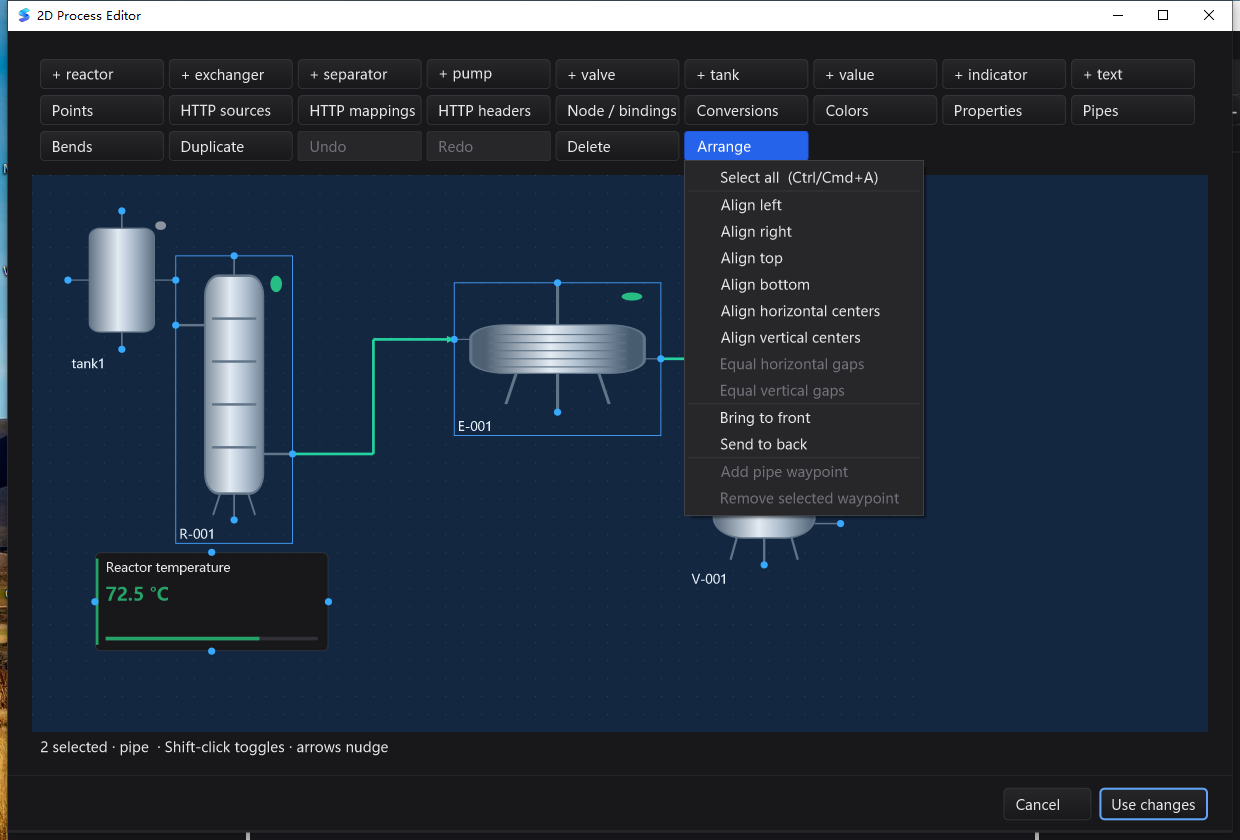 2D Process Editor
+ reactor
+ exchanger
+ separator
+ pump
+ valve
+ tank
+ value
+ indicator
+ text
Points
HTTP sources
HTTP mappings
HTTP headers
Node / bindings
Conversions
Colors
Properties
Pipes
Bends
Duplicate
Undo
Redo
Delete
Arrange
Select all (Ctrl/Cmd+A)
Align left
Align right
Align top
Align bottom
Align horizontal centers
Align vertical centers
Equal horizontal gaps
Equal vertical gaps
Bring to front
Send to back
Add pipe waypoint
Remove selected waypoint
tank1
E-001
R-001
V-001
Reactor temperature
72.5 °C
2 selected · pipe · Shift-click toggles · arrows nudge
Cancel
Use changes